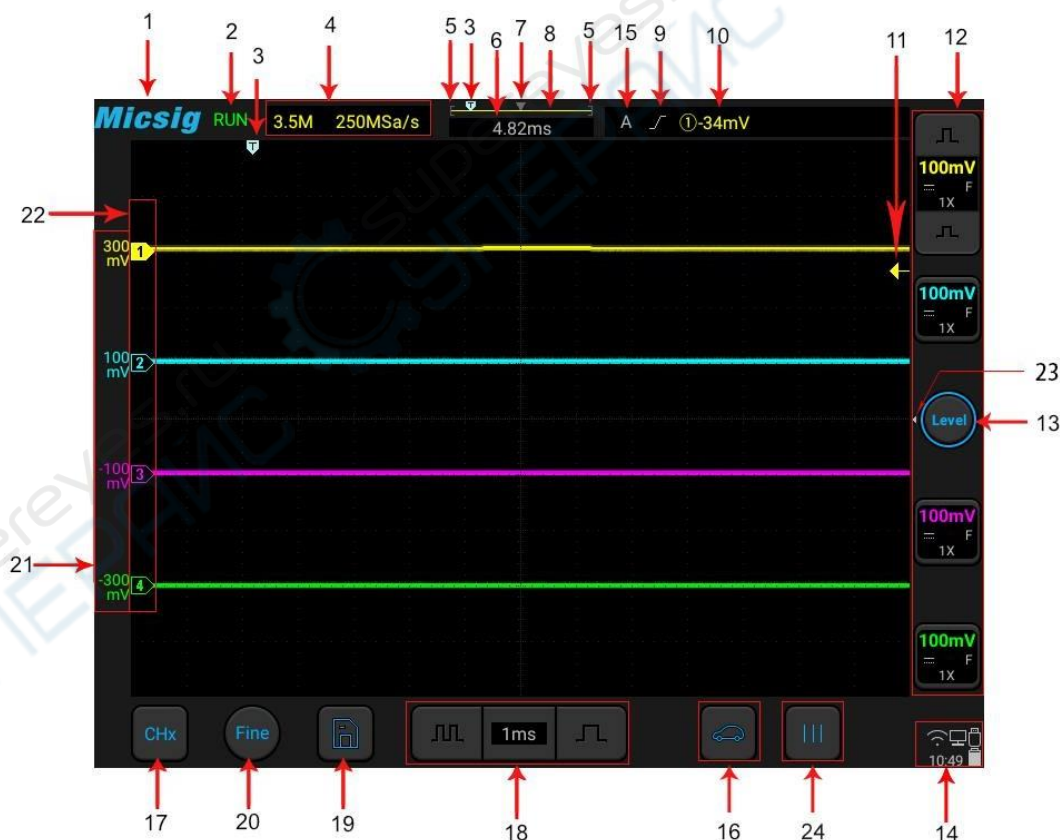 1 2 3 4 5 3 6 7 8 5 15 9 10 11 12
Micsig RUN 3.5M 250MSa/s 4.82ms A ①-34mV
T
T
22
300
mV
1
100mV
F
1X
100mV
F
1X
100
mV
2
23
Level
13
-100
mV
3
100mV
F
1X
21
-300
mV
4
100mV
F
1X
CHx Fine 1ms
10:49
17 20 19 18 16 24 14
supereyes.ru
СУПЕРАЙС